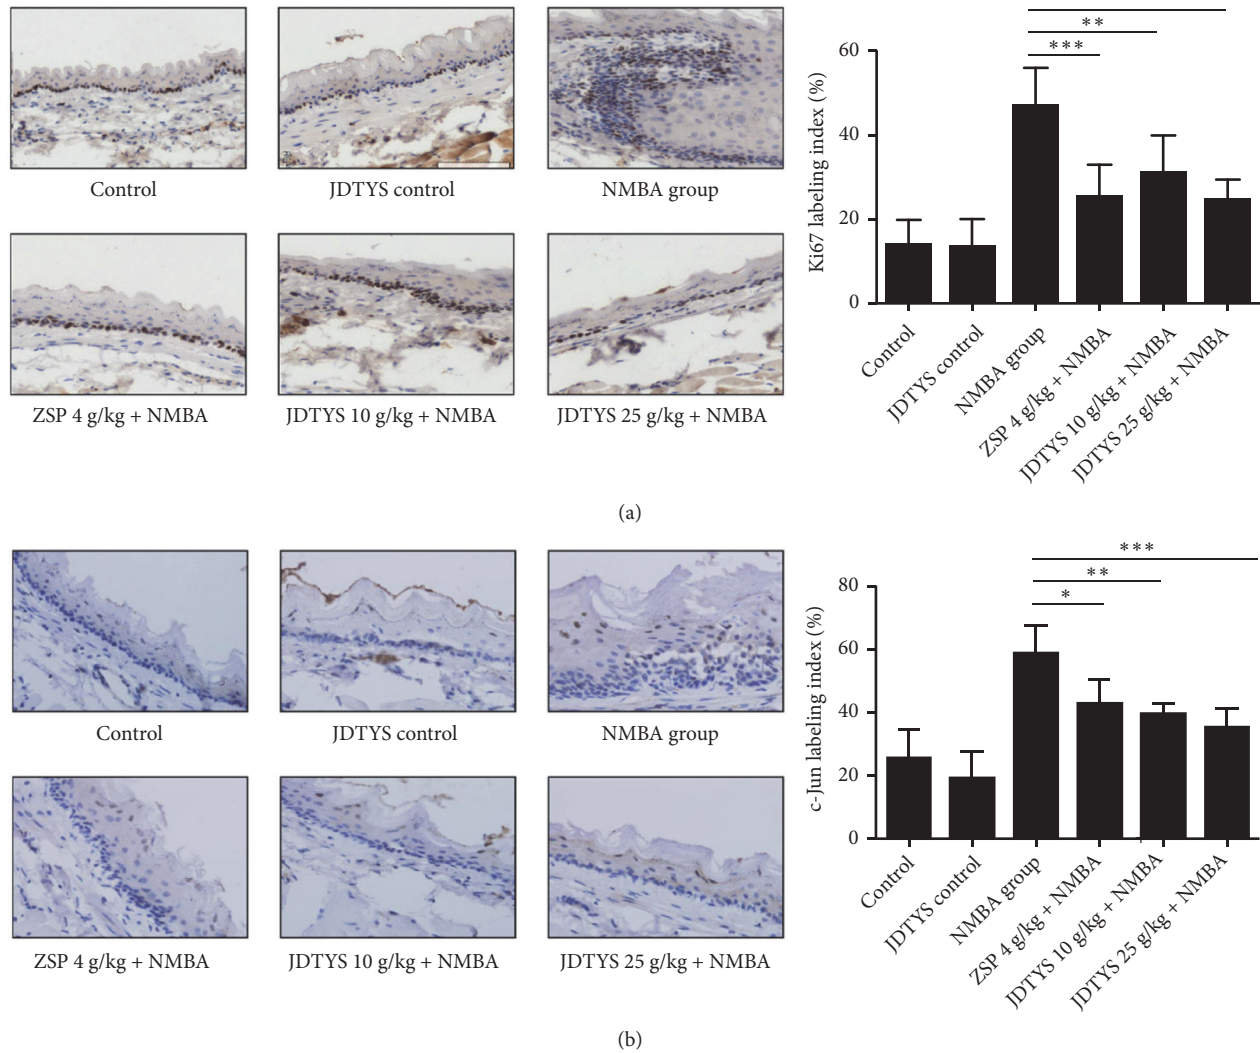 Control
JDTYS control
NMBA group
ZSP 4 g/kg + NMBA
JDTYS 10 g/kg + NMBA
JDTYS 25 g/kg + NMBA
**
***
Ki67 labeling index (%)
60
40
20
0
Control
JDTYS control
NMBA group
ZSP 4 g/kg + NMBA
JDTYS 10 g/kg + NMBA
JDTYS 25 g/kg + NMBA
(a)
Control
JDTYS control
NMBA group
ZSP 4 g/kg + NMBA
JDTYS 10 g/kg + NMBA
JDTYS 25 g/kg + NMBA
***
**
*
c-Jun labeling index (%)
80
60
40
20
0
Control
JDTYS control
NMBA group
ZSP 4 g/kg + NMBA
JDTYS 10 g/kg + NMBA
JDTYS 25 g/kg + NMBA
(b)